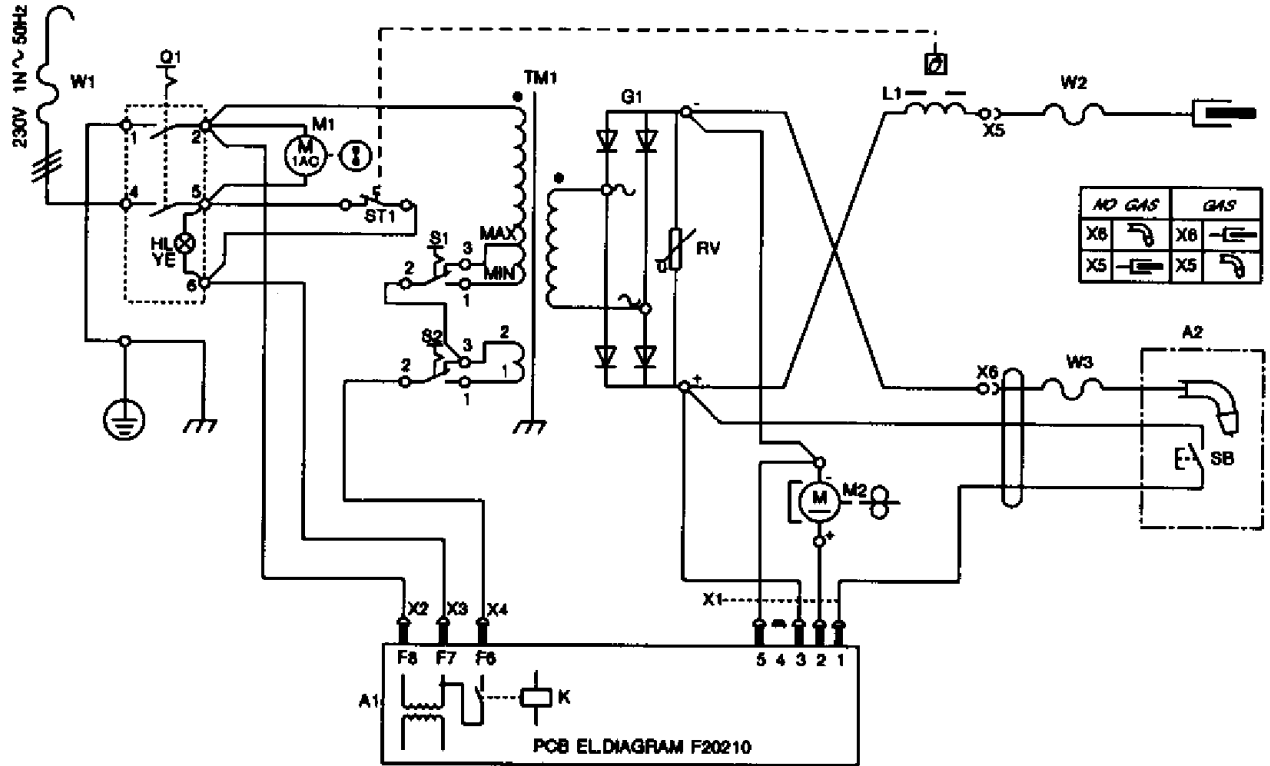 230V 1N ~ 50Hz
W1
Q1
TM1
G1
L1
W2
X5
1
2
M1
M
1AC
4
5
ST1
HL
YE
6
S1
MAX
MIN
3
2
1
S2
2
3
2
1
1
RV
-
+
NO GAS
GAS
X6
X6
X5
X5
A2
X6
W3
SB
-
M
M2
+
X1
X2
X3
X4
F8
F7
F6
5
4
3
2
1
A1
K
PCB EL.DIAGRAM F20210